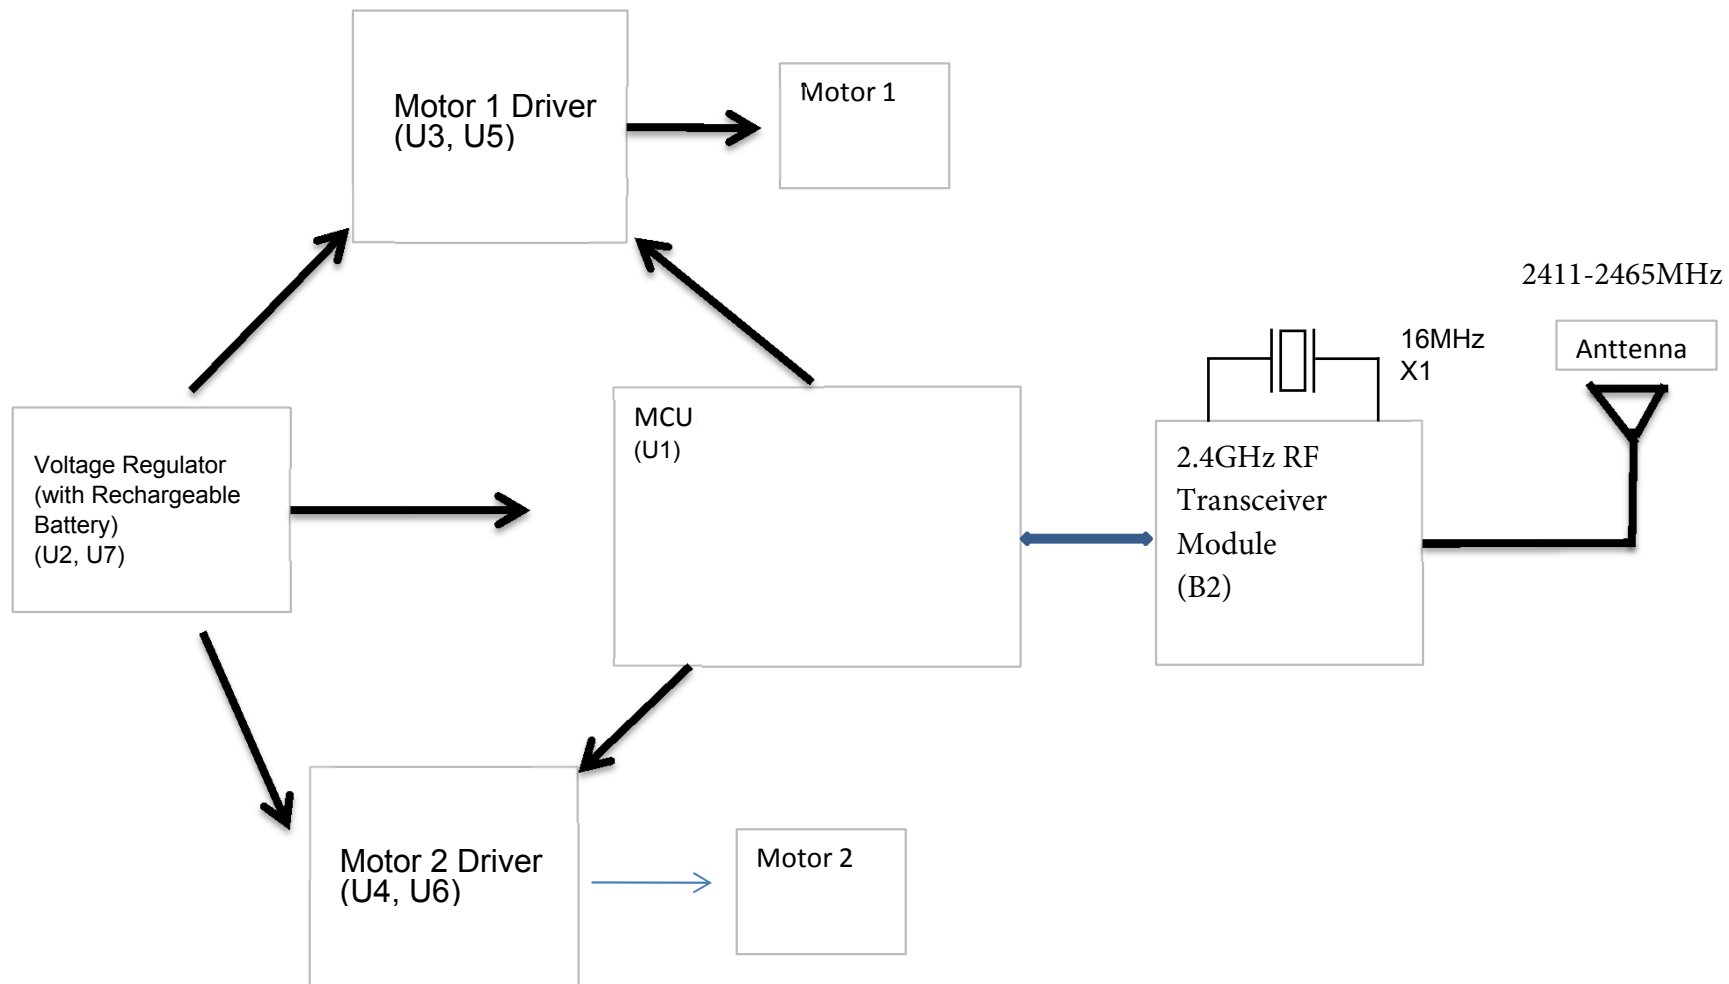 Motor 1 Driver
(U3, U5)
Motor 1
2411-2465MHz
16MHz
X1
Anttenna
MCU
(U1)
Voltage Regulator
(with Rechargeable
Battery)
(U2, U7)
2.4GHz RF
Transceiver
Module
(B2)
Motor 2 Driver
(U4, U6)
Motor 2